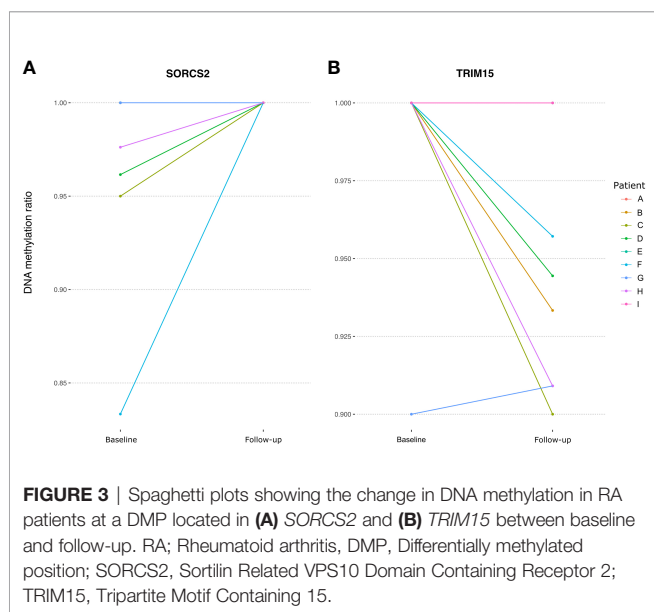 A
SORCS2
DNA methylation ratio
1.00
0.95
0.90
0.85
Baseline
Follow-up
B
TRIM15
1.000
0.975
0.950
0.925
0.900
Baseline
Follow-up
Patient
A
B
C
D
E
F
G
H
I
FIGURE 3 | Spaghetti plots showing the change in DNA methylation in RA
patients at a DMP located in (A) SORCS2 and (B) TRIM15 between baseline
and follow-up. RA; Rheumatoid arthritis, DMP, Differentially methylated
position; SORCS2, Sortilin Related VPS10 Domain Containing Receptor 2;
TRIM15, Tripartite Motif Containing 15.